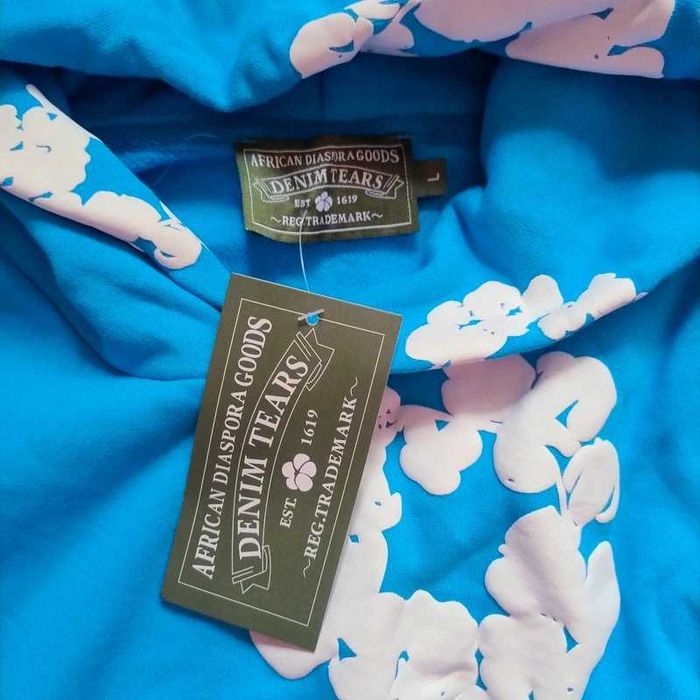 AFRICAN DIASPORA GOODS
DENIM TEARS
EST 1619
~REG.TRADEMARK~
L
AFRICAN DIASPORA GOODS
DENIM TEARS
EST. 1619
~REG.TRADEMARK~